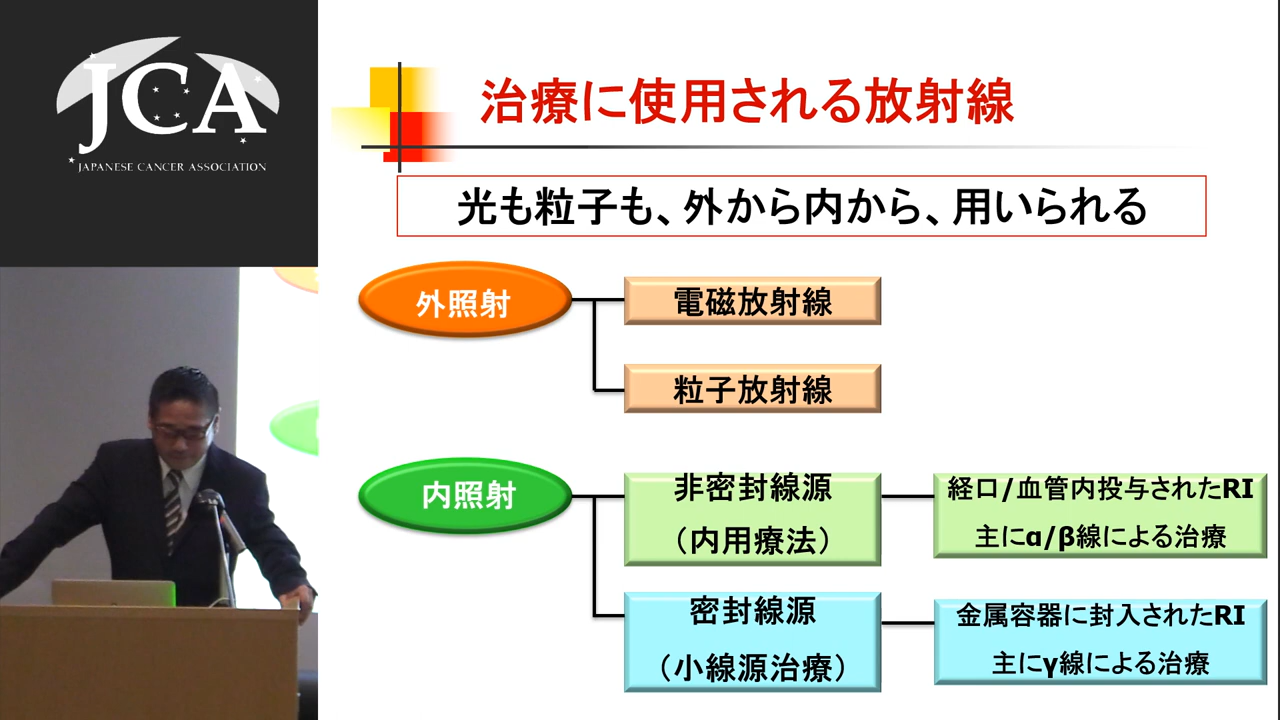 JCA
JAPANESE CANCER ASSOCIATION
治療に使用される放射線
光も粒子も、外から内から、用いられる
外照射
電磁放射線
粒子放射線
内照射
非密封線源
（内用療法）
経口/血管内投与されたRI
主にα/β線による治療
密封線源
（小線源治療）
金属容器に封入されたRI
主にγ線による治療